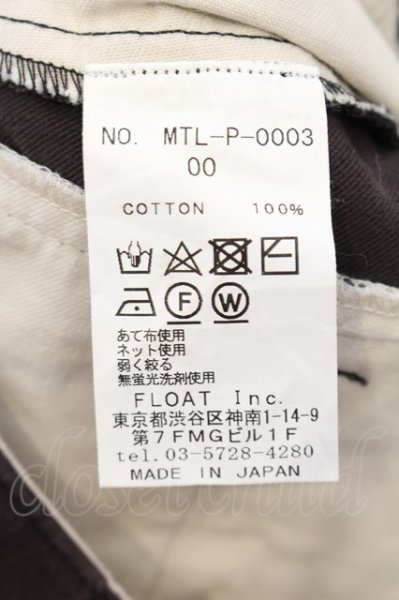 NO. MTL-P-0003
00
COTTON 100%
F W
あて布使用
ネット使用
弱く絞る
無蛍光洗剤使用
FLOAT Inc.
東京都渋谷区神南1-14-9
第7FMGビル1F
tel.03-5728-4280
MADE IN JAPAN
closet child